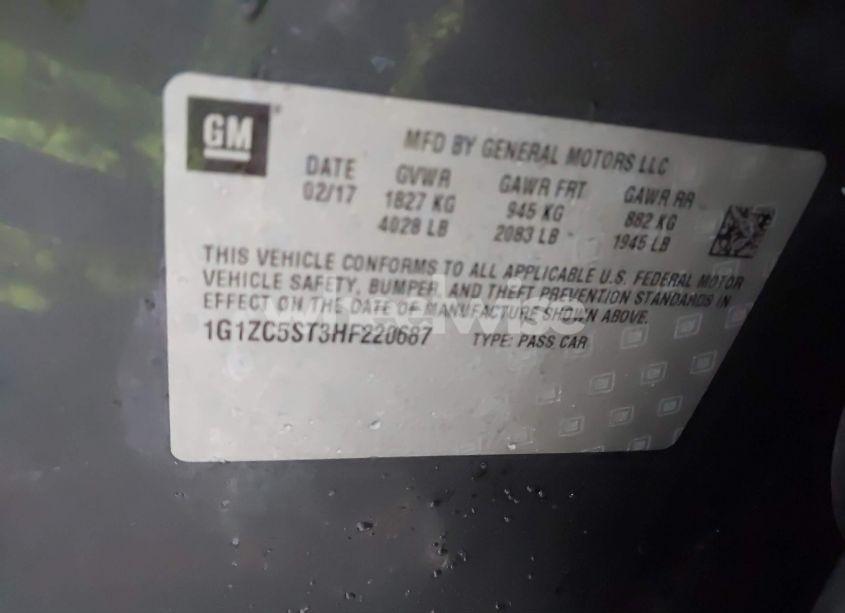 GM
MFD BY GENERAL MOTORS LLC
DATE GVWR GAWR FRT GAWR RR
02/17 1827 KG 945 KG 882 KG
4028 LB 2083 LB 1945 LB
THIS VEHICLE CONFORMS TO ALL APPLICABLE U.S. FEDERAL MOTOR
VEHICLE SAFETY, BUMPER, AND THEFT PREVENTION STANDARDS IN
EFFECT ON THE DATE OF MANUFACTURE SHOWN ABOVE.
1G1ZC5ST3HF220687 TYPE: PASS CAR